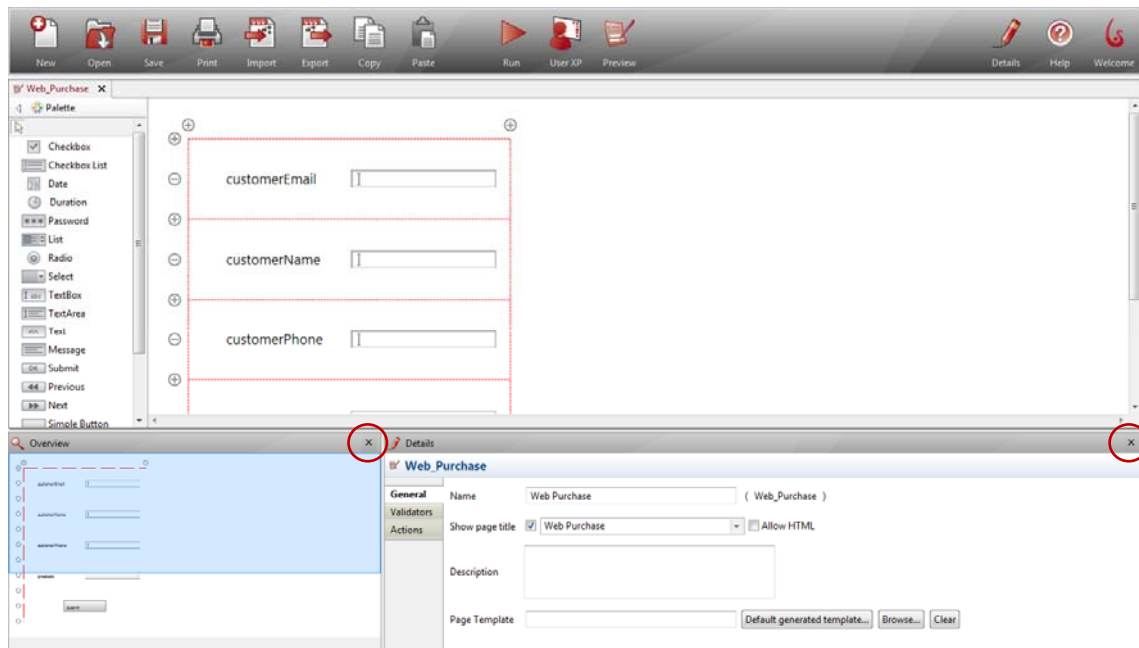 New Open Save Print Import Export Copy Paste Run User XP Preview Details Help Welcome
Web_Purchase X
Palette
Checkbox
Checkbox List
Date
Duration
Password
List
Radio
Select
TextBox
TextArea
Text
Message
Submit
Previous
Next
Simple Button
customerEmail
customerName
customerPhone
Overview
Details
Web_Purchase
General
Validators
Actions
Name Web Purchase ( Web_Purchase )
Show page title Web Purchase Allow HTML
Description
Page Template Default generated template... Browse... Clear